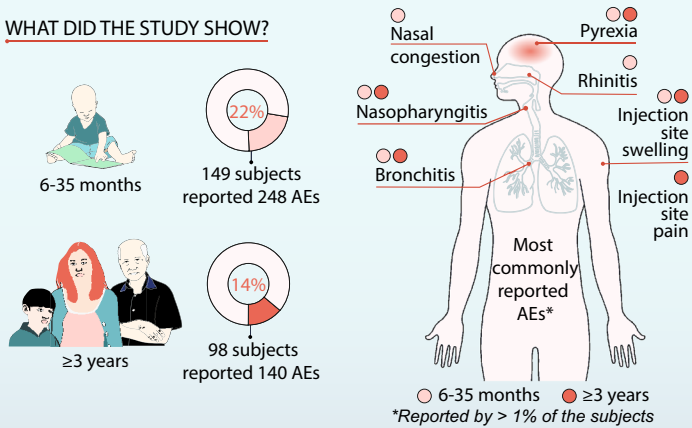 WHAT DID THE STUDY SHOW?
22%
6-35 months
149 subjects
reported 248 AEs
14%
≥3 years
98 subjects
reported 140 AEs
Nasal
congestion
Pyrexia
Rhinitis
Nasopharyngitis
Injection
site
swelling
Bronchitis
Injection
site
pain
Most
commonly
reported
AEs*
6-35 months
≥3 years
*Reported by > 1% of the subjects